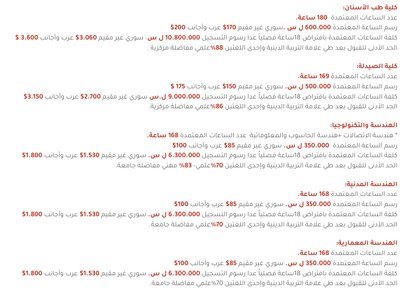 كلية طب الأسنان:
عدد الساعات المعتمدة 180 ساعة.
رسم الساعة المعتمدة 600.000 ل س .سوري غير مقيم 170$ عرب وأجانب 200$
كلفة الساعات المعتمدة بافتراض 18ساعة فصلياً عدا رسوم التسجيل 10.800.000 ل س. سوري غير مقيم 3.060$ عرب وأجانب 3.600 $
الحد الأدنى للقبول بعد طي علامة التربية الدينية وإحدى اللغتين 88%علمي مفاضلة مركزية.
كلية الصيدلة:
عدد الساعات المعتمدة 169 ساعة.
رسم الساعة المعتمدة 500.000 ل س. سوري غير مقيم 150$ عرب وأجانب 175 $
كلفة الساعات المعتمدة بافتراض 18ساعة فصلياً عدا رسوم التسجيل 9.000.000 ل س. سوري غير مقيم 2.700$ عرب وأجانب 3.150$
الحد الأدنى للقبول بعد طي علامة التربية الدينية وإحدى اللغتين 86%علمي مفاضلة مركزية.
الهندسة والتكنولوجيا:
* هندسة الاتصالات +هندسة الحاسوب والمعلوماتية: عدد الساعات المعتمدة 168 ساعة.
رسم الساعة المعتمدة 350.000 ل س. سوري غير مقيم 85$ عرب وأجانب 100$
كلفة الساعات المعتمدة بافتراض 18ساعة فصلياً عدا رسوم التسجيل 6.300.000 ل س. سوري غير مقيم 1.530$ عرب وأجانب 1.800$
الحد الأدنى للقبول بعد طي علامة التربية الدينية وإحدى اللغتين 70%علمي- 83% مهني مفاضلة جامعة.
الهندسة المدنية:
عدد الساعات المعتمدة 168 ساعة.
رسم الساعة المعتمدة 350.000 ل س. سوري غير مقيم 85$ عرب وأجانب 100$
كلفة الساعات المعتمدة بافتراض 18ساعة فصلياً عدا رسوم التسجيل 6.300.000 ل س. سوري غير مقيم 1.530$ عرب وأجانب 1.800$
الحد الأدنى للقبول بعد طي علامة التربية الدينية وإحدى اللغتين 70%علمي مفاضلة جامعة.
الهندسة المعمارية:
عدد الساعات المعتمدة 168 ساعة.
رسم الساعة المعتمدة 350.000 ل س. سوري غير مقيم 85$ عرب وأجانب 100$
كلفة الساعات المعتمدة بافتراض 18ساعة فصلياً عدا رسوم التسجيل 6.300.000 ل س. سوري غير مقيم 1.530$ عرب وأجانب 1.800$
الحد الأدنى للقبول بعد طي علامة التربية الدينية وإحدى اللغتين 70%علمي مفاضلة جامعة.